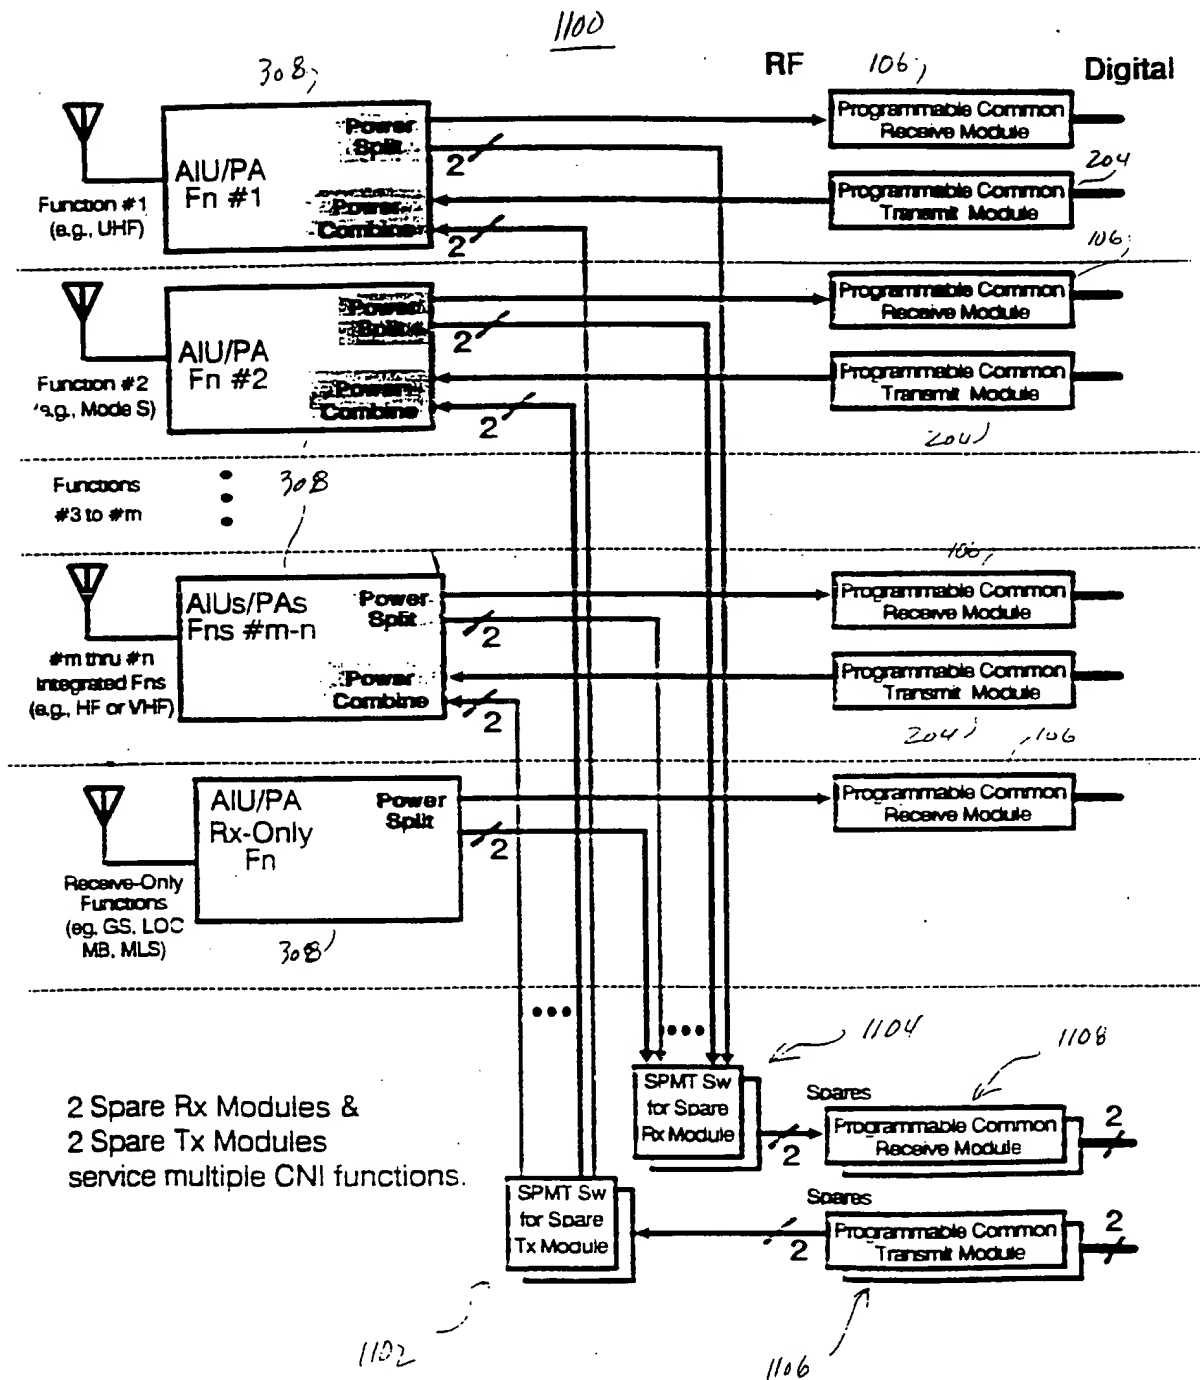 1100
308
RF
106
Digital
Power
Split
2
Programmable Common
Receive Module
AIU/PA
Fn #1
Function #1
(e.g., UHF)
Power
Combine
2
204
Programmable Common
Transmit Module
106
Power
Split
2
Programmable Common
Receive Module
AIU/PA
Fn #2
Function #2
(e.g., Mode S)
Power
Combine
2
Programmable Common
Transmit Module
204
Functions
#3 to #m
308
106
AIUs/PAs
Fns #m-n
Power
Split
2
Programmable Common
Receive Module
#m thru #n
Integrated Fns
(e.g., HF or VHF)
Power
Combine
2
Programmable Common
Transmit Module
204
106
AIU/PA
Rx-Only
Fn
Power
Split
2
Programmable Common
Receive Module
Receive-Only
Functions
(eg. GS, LOC
MB, MLS)
308
1104
1108
2 Spare Rx Modules &
2 Spare Tx Modules
service multiple CNI functions.
SPMT Sw
for Spare
Rx Module
2
Spares
Programmable Common
Receive Module
2
SPMT Sw
for Spare
Tx Module
2
Spares
Programmable Common
Transmit Module
2
1102
1106